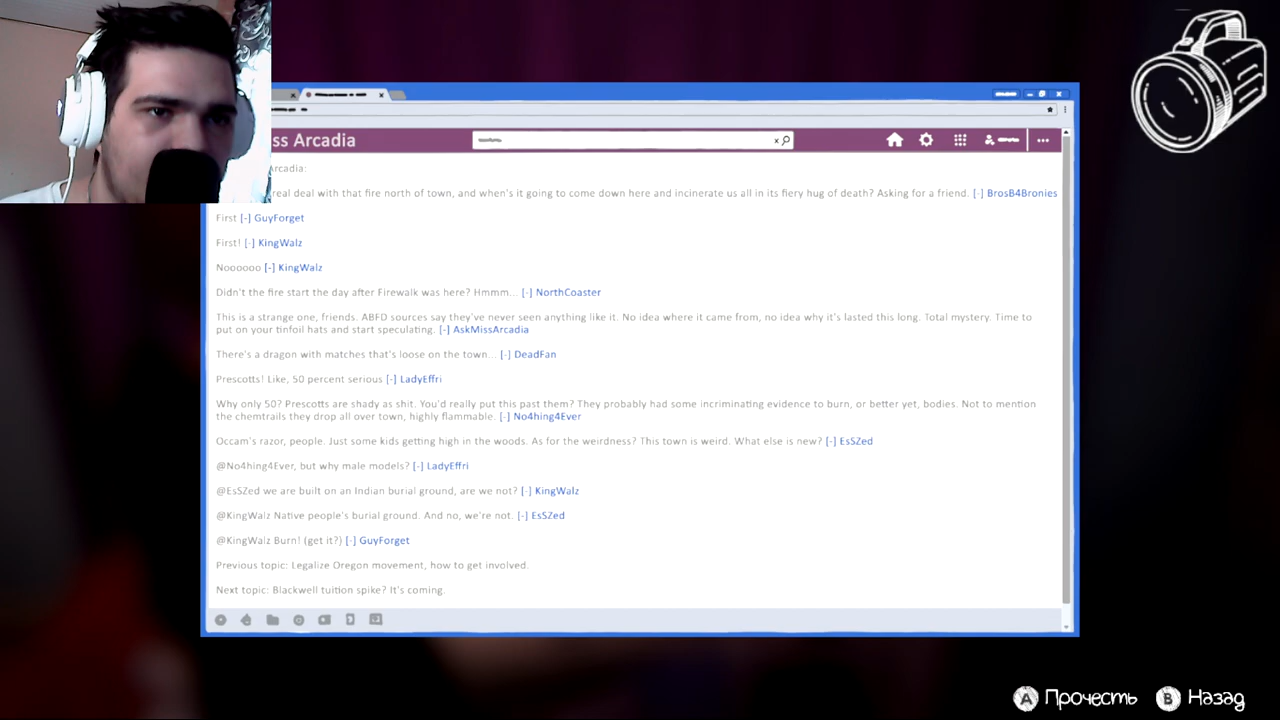 ss Arcadia
rcadia:
real deal with that fire north of town, and when's it going to come down here and incinerate us all in its fiery hug of death? Asking for a friend. [-] BrosB4Bronies
First [-] GuyForget
First! [-] KingWalz
Noooooo [-] KingWalz
Didn't the fire start the day after Firewalk was here? Hmmm... [-] NorthCoaster
This is a strange one, friends. ABFD sources say they've never seen anything like it. No idea where it came from, no idea why it's lasted this long. Total mystery. Time to
put on your tinfoil hats and start speculating. [-] AskMissArcadia
There's a dragon with matches that's loose on the town... [-] DeadFan
Prescotts! Like, 50 percent serious [-] LadyEffri
Why only 50? Prescotts are shady as shit. You'd really put this past them? They probably had some incriminating evidence to burn, or better yet, bodies. Not to mention
the chemtrails they drop all over town, highly flammable. [-] No4hing4Ever
Occam's razor, people. Just some kids getting high in the woods. As for the weirdness? This town is weird. What else is new? [-] EsSZed
@No4hing4Ever, but why male models? [-] LadyEffri
@EsSZed we are built on an Indian burial ground, are we not? [-] KingWalz
@KingWalz Native people's burial ground. And no, we're not. [-] EsSZed
@KingWalz Burn! (get it?) [-] GuyForget
Previous topic: Legalize Oregon movement, how to get involved.
Next topic: Blackwell tuition spike? It's coming.
A Прочесть B Назад